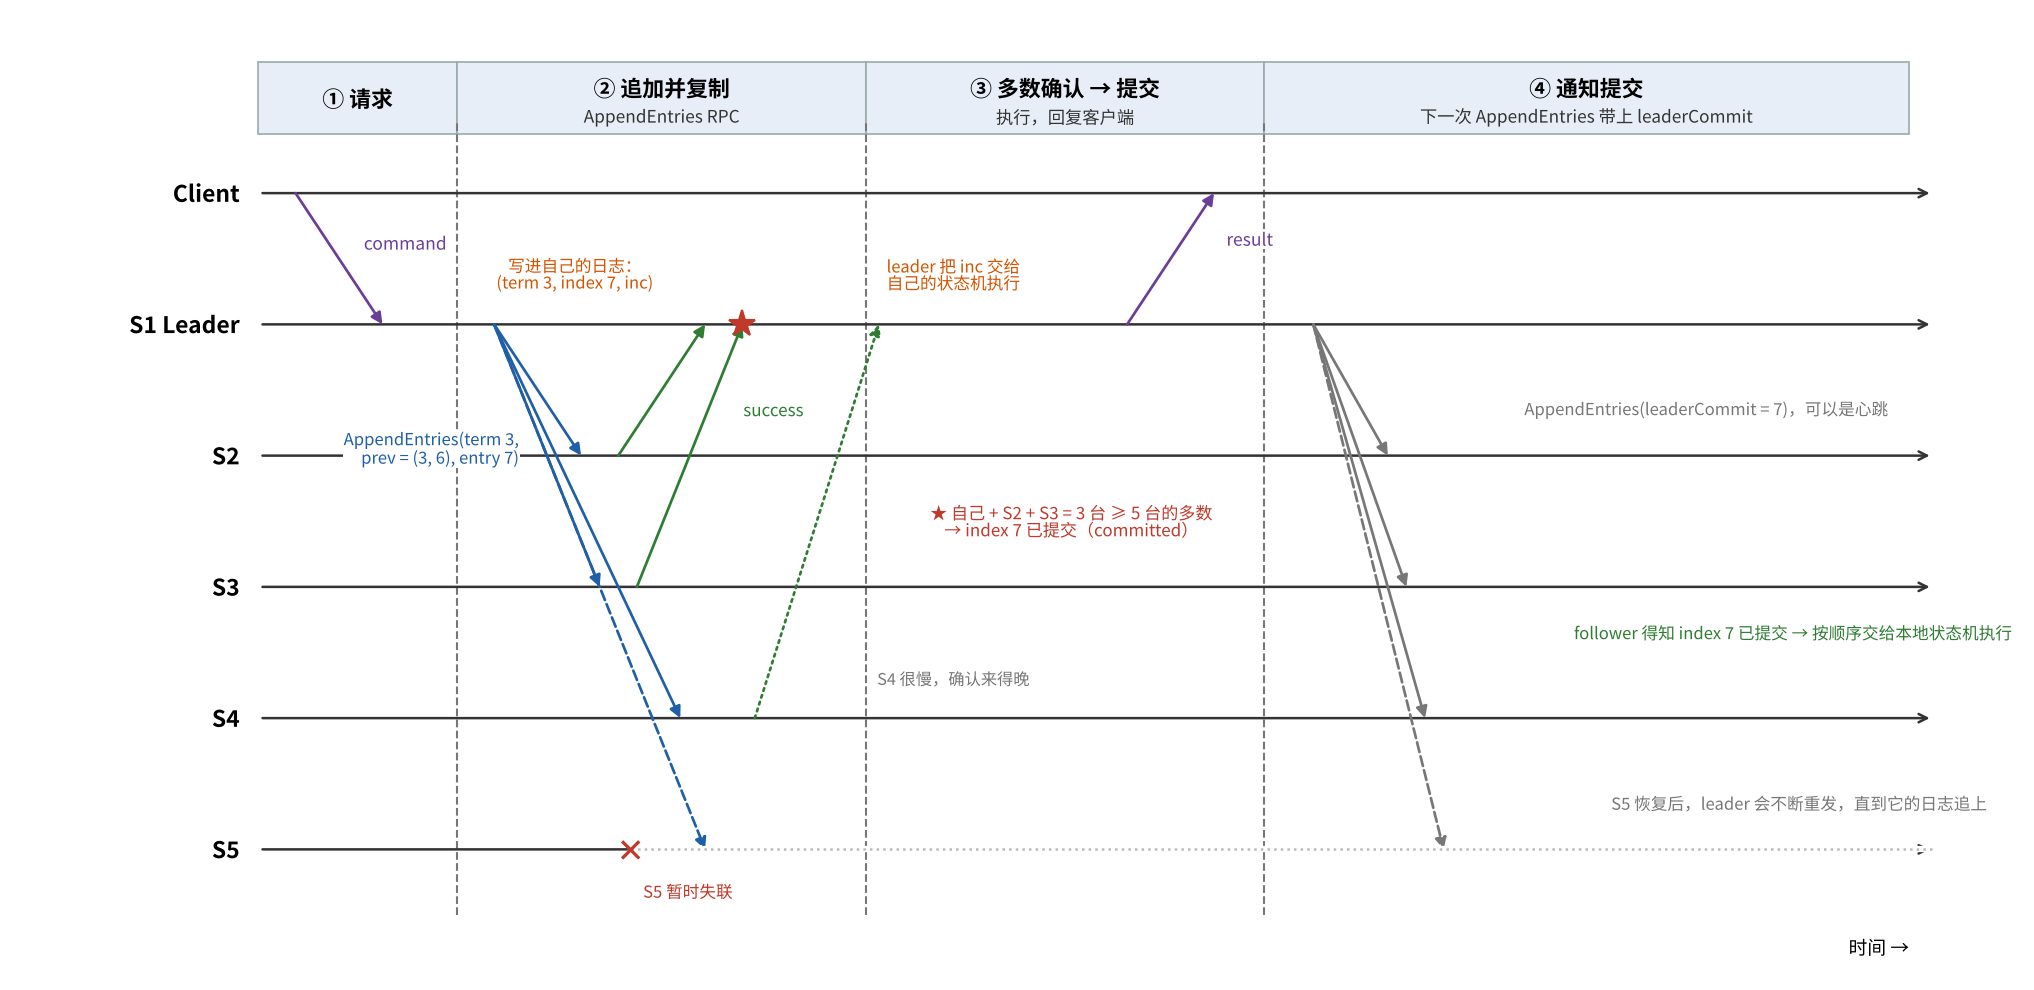 ① 请求
② 追加并复制
AppendEntries RPC
③ 多数确认 → 提交
执行，回复客户端
④ 通知提交
下一次 AppendEntries 带上 leaderCommit
Client
command
result
写进自己的日志：
(term 3, index 7, inc)
leader 把 inc 交给
自己的状态机执行
S1 Leader
success
AppendEntries(leaderCommit = 7)，可以是心跳
AppendEntries(term 3,
prev = (3, 6), entry 7)
S2
★ 自己 + S2 + S3 = 3 台 ≥ 5 台的多数
→ index 7 已提交（committed）
S3
follower 得知 index 7 已提交 → 按顺序交给本地状态机执行
S4 很慢，确认来得晚
S4
S5 恢复后，leader 会不断重发，直到它的日志追上
S5
S5 暂时失联
时间 →